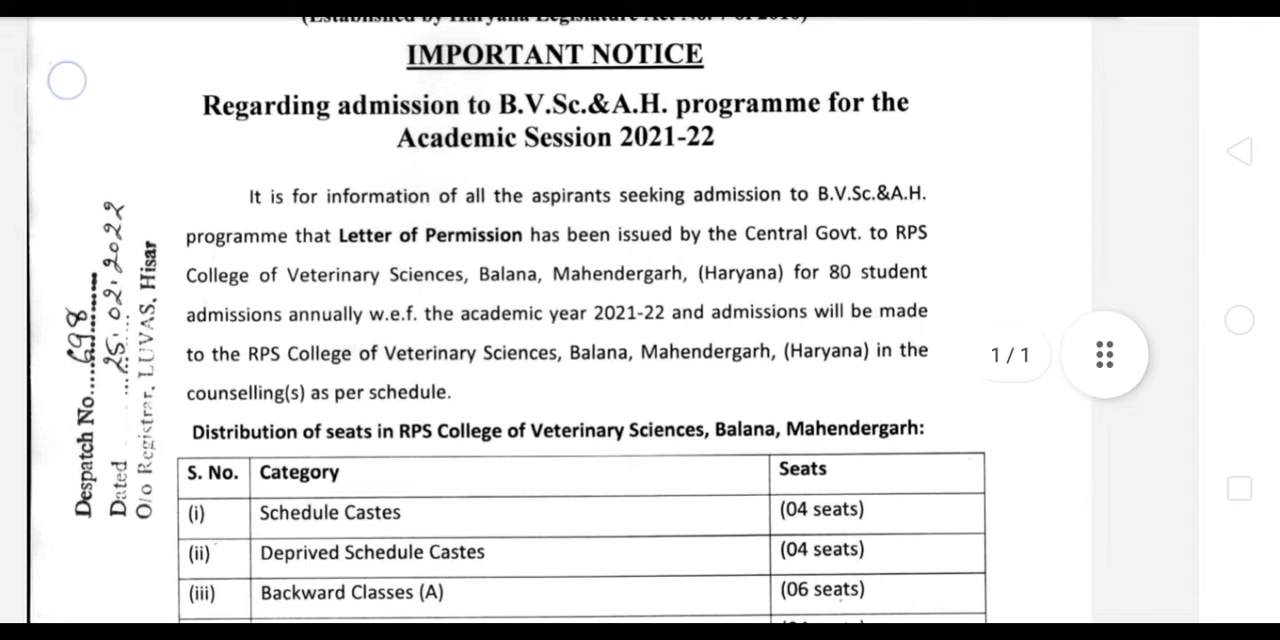 IMPORTANT NOTICE
Regarding admission to B.V.Sc.&A.H. programme for the
Academic Session 2021-22
It is for information of all the aspirants seeking admission to B.V.Sc.&A.H.
programme that Letter of Permission has been issued by the Central Govt. to RPS
College of Veterinary Sciences, Balana, Mahendergarh, (Haryana) for 80 student
admissions annually w.e.f. the academic year 2021-22 and admissions will be made
to the RPS College of Veterinary Sciences, Balana, Mahendergarh, (Haryana) in the
counselling(s) as per schedule.
Distribution of seats in RPS College of Veterinary Sciences, Balana, Mahendergarh:
S. No. Category Seats
(i) Schedule Castes (04 seats)
(ii) Deprived Schedule Castes (04 seats)
(iii) Backward Classes (A) (06 seats)
Despatch No.....698
Dated ......25.02.2022
O/o Registrar, LUVAS, Hisar
1/1